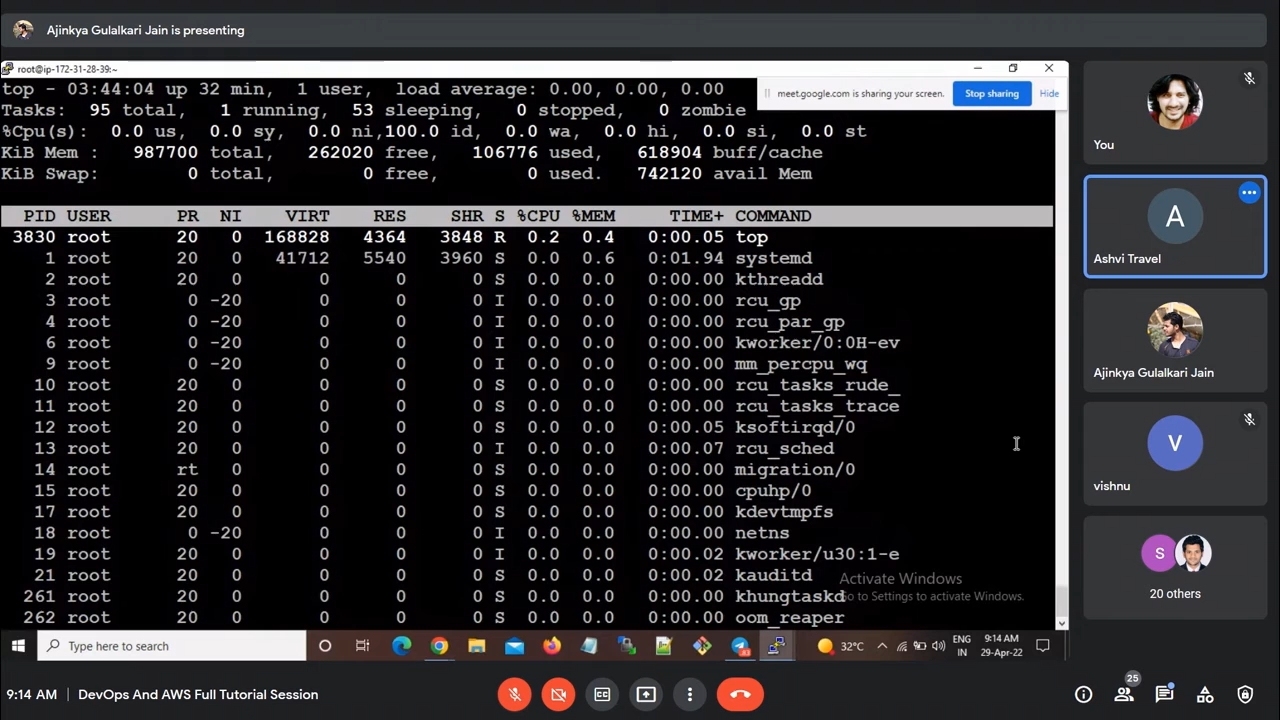 Ajinkya Gulalkari Jain is presenting
root@ip-172-31-28-39:~
top - 03:44:04 up 32 min, 1 user, load average: 0.00, 0.00, 0.00
meet.google.com is sharing your screen. Stop sharing Hide
Tasks: 95 total, 1 running, 53 sleeping, 0 stopped, 0 zombie
%Cpu(s): 0.0 us, 0.0 sy, 0.0 ni,100.0 id, 0.0 wa, 0.0 hi, 0.0 si, 0.0 st
KiB Mem : 987700 total, 262020 free, 106776 used, 618904 buff/cache
KiB Swap: 0 total, 0 free, 0 used. 742120 avail Mem
PID USER PR NI VIRT RES SHR S %CPU %MEM TIME+ COMMAND
3830 root 20 0 168828 4364 3848 R 0.2 0.4 0:00.05 top
1 root 20 0 41712 5540 3960 S 0.0 0.6 0:01.94 systemd
2 root 20 0 0 0 0 S 0.0 0.0 0:00.00 kthreadd
3 root 0 -20 0 0 0 I 0.0 0.0 0:00.00 rcu_gp
4 root 0 -20 0 0 0 I 0.0 0.0 0:00.00 rcu_par_gp
6 root 0 -20 0 0 0 I 0.0 0.0 0:00.00 kworker/0:0H-ev
9 root 0 -20 0 0 0 I 0.0 0.0 0:00.00 mm_percpu_wq
10 root 20 0 0 0 0 S 0.0 0.0 0:00.00 rcu_tasks_rude_
11 root 20 0 0 0 0 S 0.0 0.0 0:00.00 rcu_tasks_trace
12 root 20 0 0 0 0 S 0.0 0.0 0:00.05 ksoftirqd/0
13 root 20 0 0 0 0 I 0.0 0.0 0:00.07 rcu_sched
14 root rt 0 0 0 0 S 0.0 0.0 0:00.00 migration/0
15 root 20 0 0 0 0 S 0.0 0.0 0:00.00 cpuhp/0
17 root 20 0 0 0 0 S 0.0 0.0 0:00.00 kdevtmpfs
18 root 0 -20 0 0 0 I 0.0 0.0 0:00.00 netns
19 root 20 0 0 0 0 I 0.0 0.0 0:00.02 kworker/u30:1-e
21 root 20 0 0 0 0 S 0.0 0.0 0:00.02 kauditd
261 root 20 0 0 0 0 S 0.0 0.0 0:00.00 khungtaskd
262 root 20 0 0 0 0 S 0.0 0.0 0:00.00 oom_reaper
Activate Windows
Go to Settings to activate Windows.
Type here to search
32°C
ENG
IN
9:14 AM
29-Apr-22
You
A
Ashvi Travel
Ajinkya Gulalkari Jain
V
vishnu
S
20 others
9:14 AM | DevOps And AWS Full Tutorial Session
25